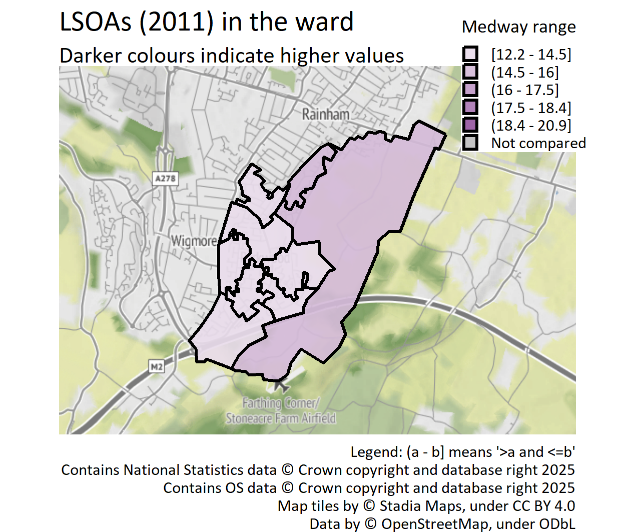 LSOAs (2011) in the ward
Darker colours indicate higher values
Medway range
[12.2 - 14.5]
(14.5 - 16]
(16 - 17.5]
(17.5 - 18.4]
(18.4 - 20.9]
Not compared
Rainham
A278
Wigmore
M2
Farthing Corner/
Stoneacre Farm Airfield
Legend: (a - b] means '>a and <=b'
Contains National Statistics data © Crown copyright and database right 2025
Contains OS data © Crown copyright and database right 2025
Map tiles by © Stadia Maps, under CC BY 4.0
Data by © OpenStreetMap, under ODbL